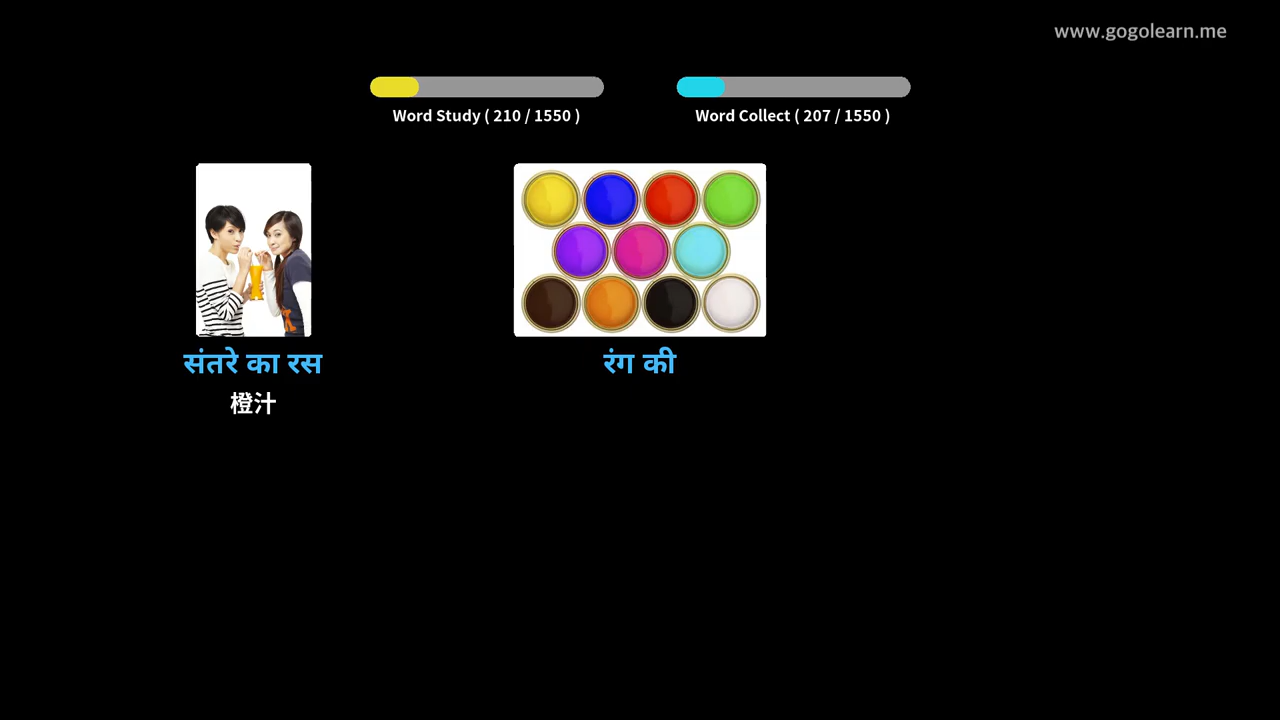 www.gogolearn.me
Word Study ( 210 / 1550 )
Word Collect ( 207 / 1550 )
संतरे का रस
रंग की
橙汁